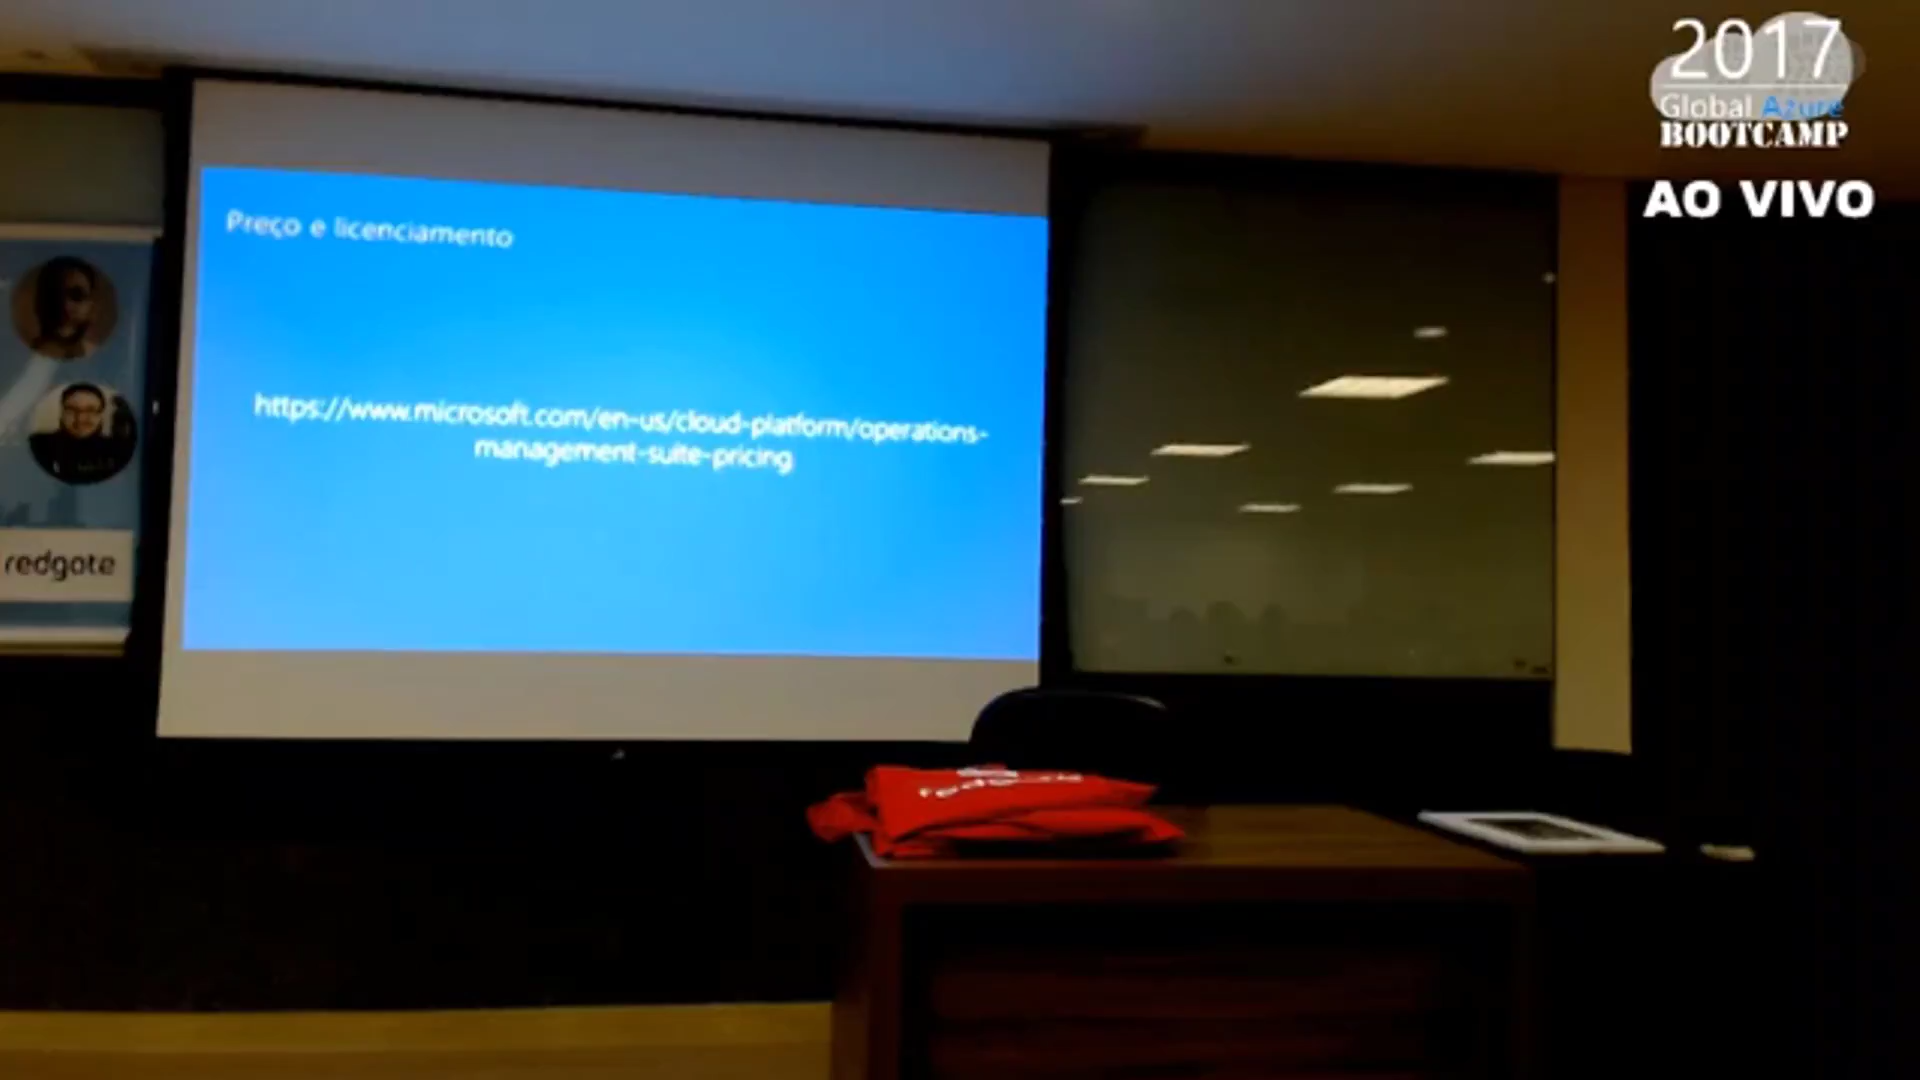 2017
Global Azure
BOOTCAMP
AO VIVO
Preço e licenciamento
https://www.microsoft.com/en-us/cloud-platform/operations-
management-suite-pricing
redgate